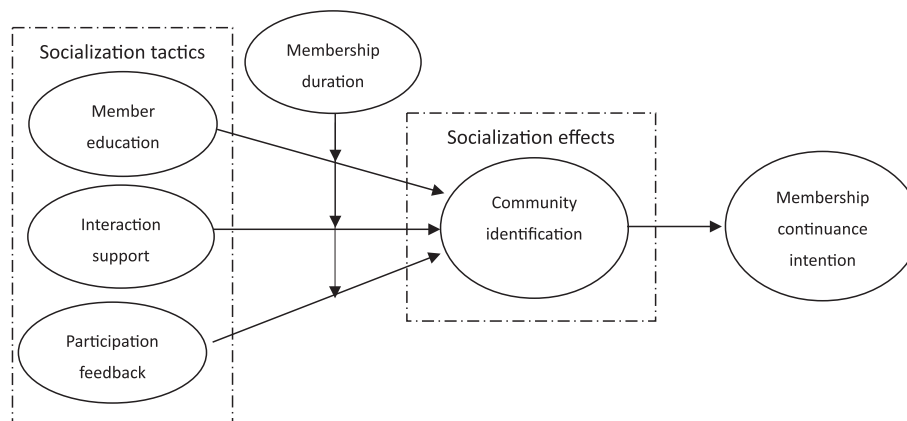 Socialization tactics
Member
education
Interaction
support
Participation
feedback
Membership
duration
Socialization effects
Community
identification
Membership
continuance
intention